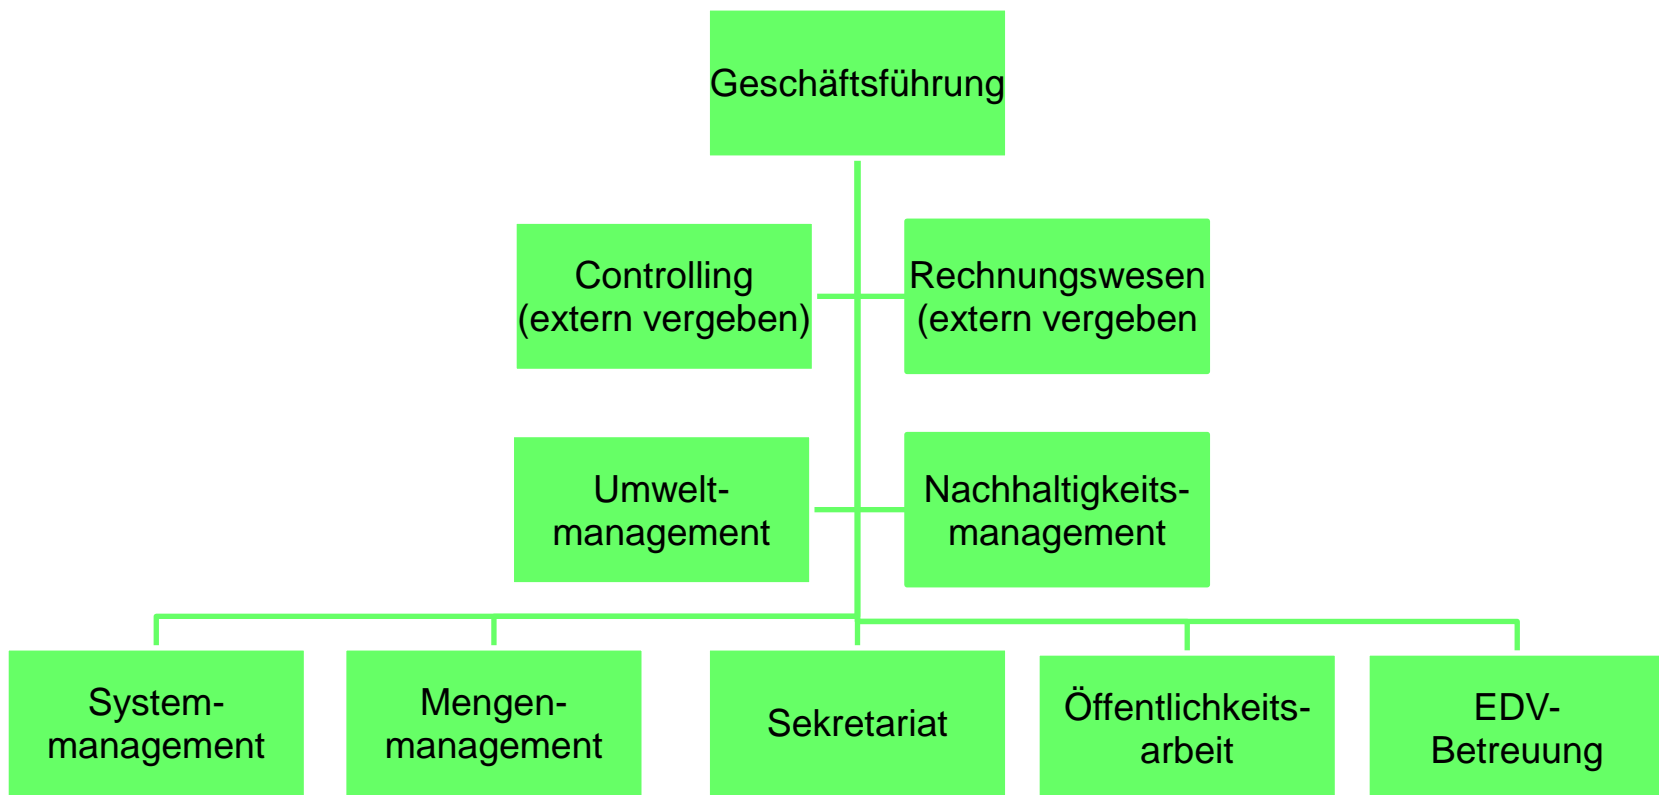 Geschäftsführung
Controlling
(extern vergeben)
Rechnungswesen
(extern vergeben
Umwelt-
management
Nachhaltigkeits-
management
System-
management
Mengen-
management
Sekretariat
Öffentlichkeits-
arbeit
EDV-
Betreuung